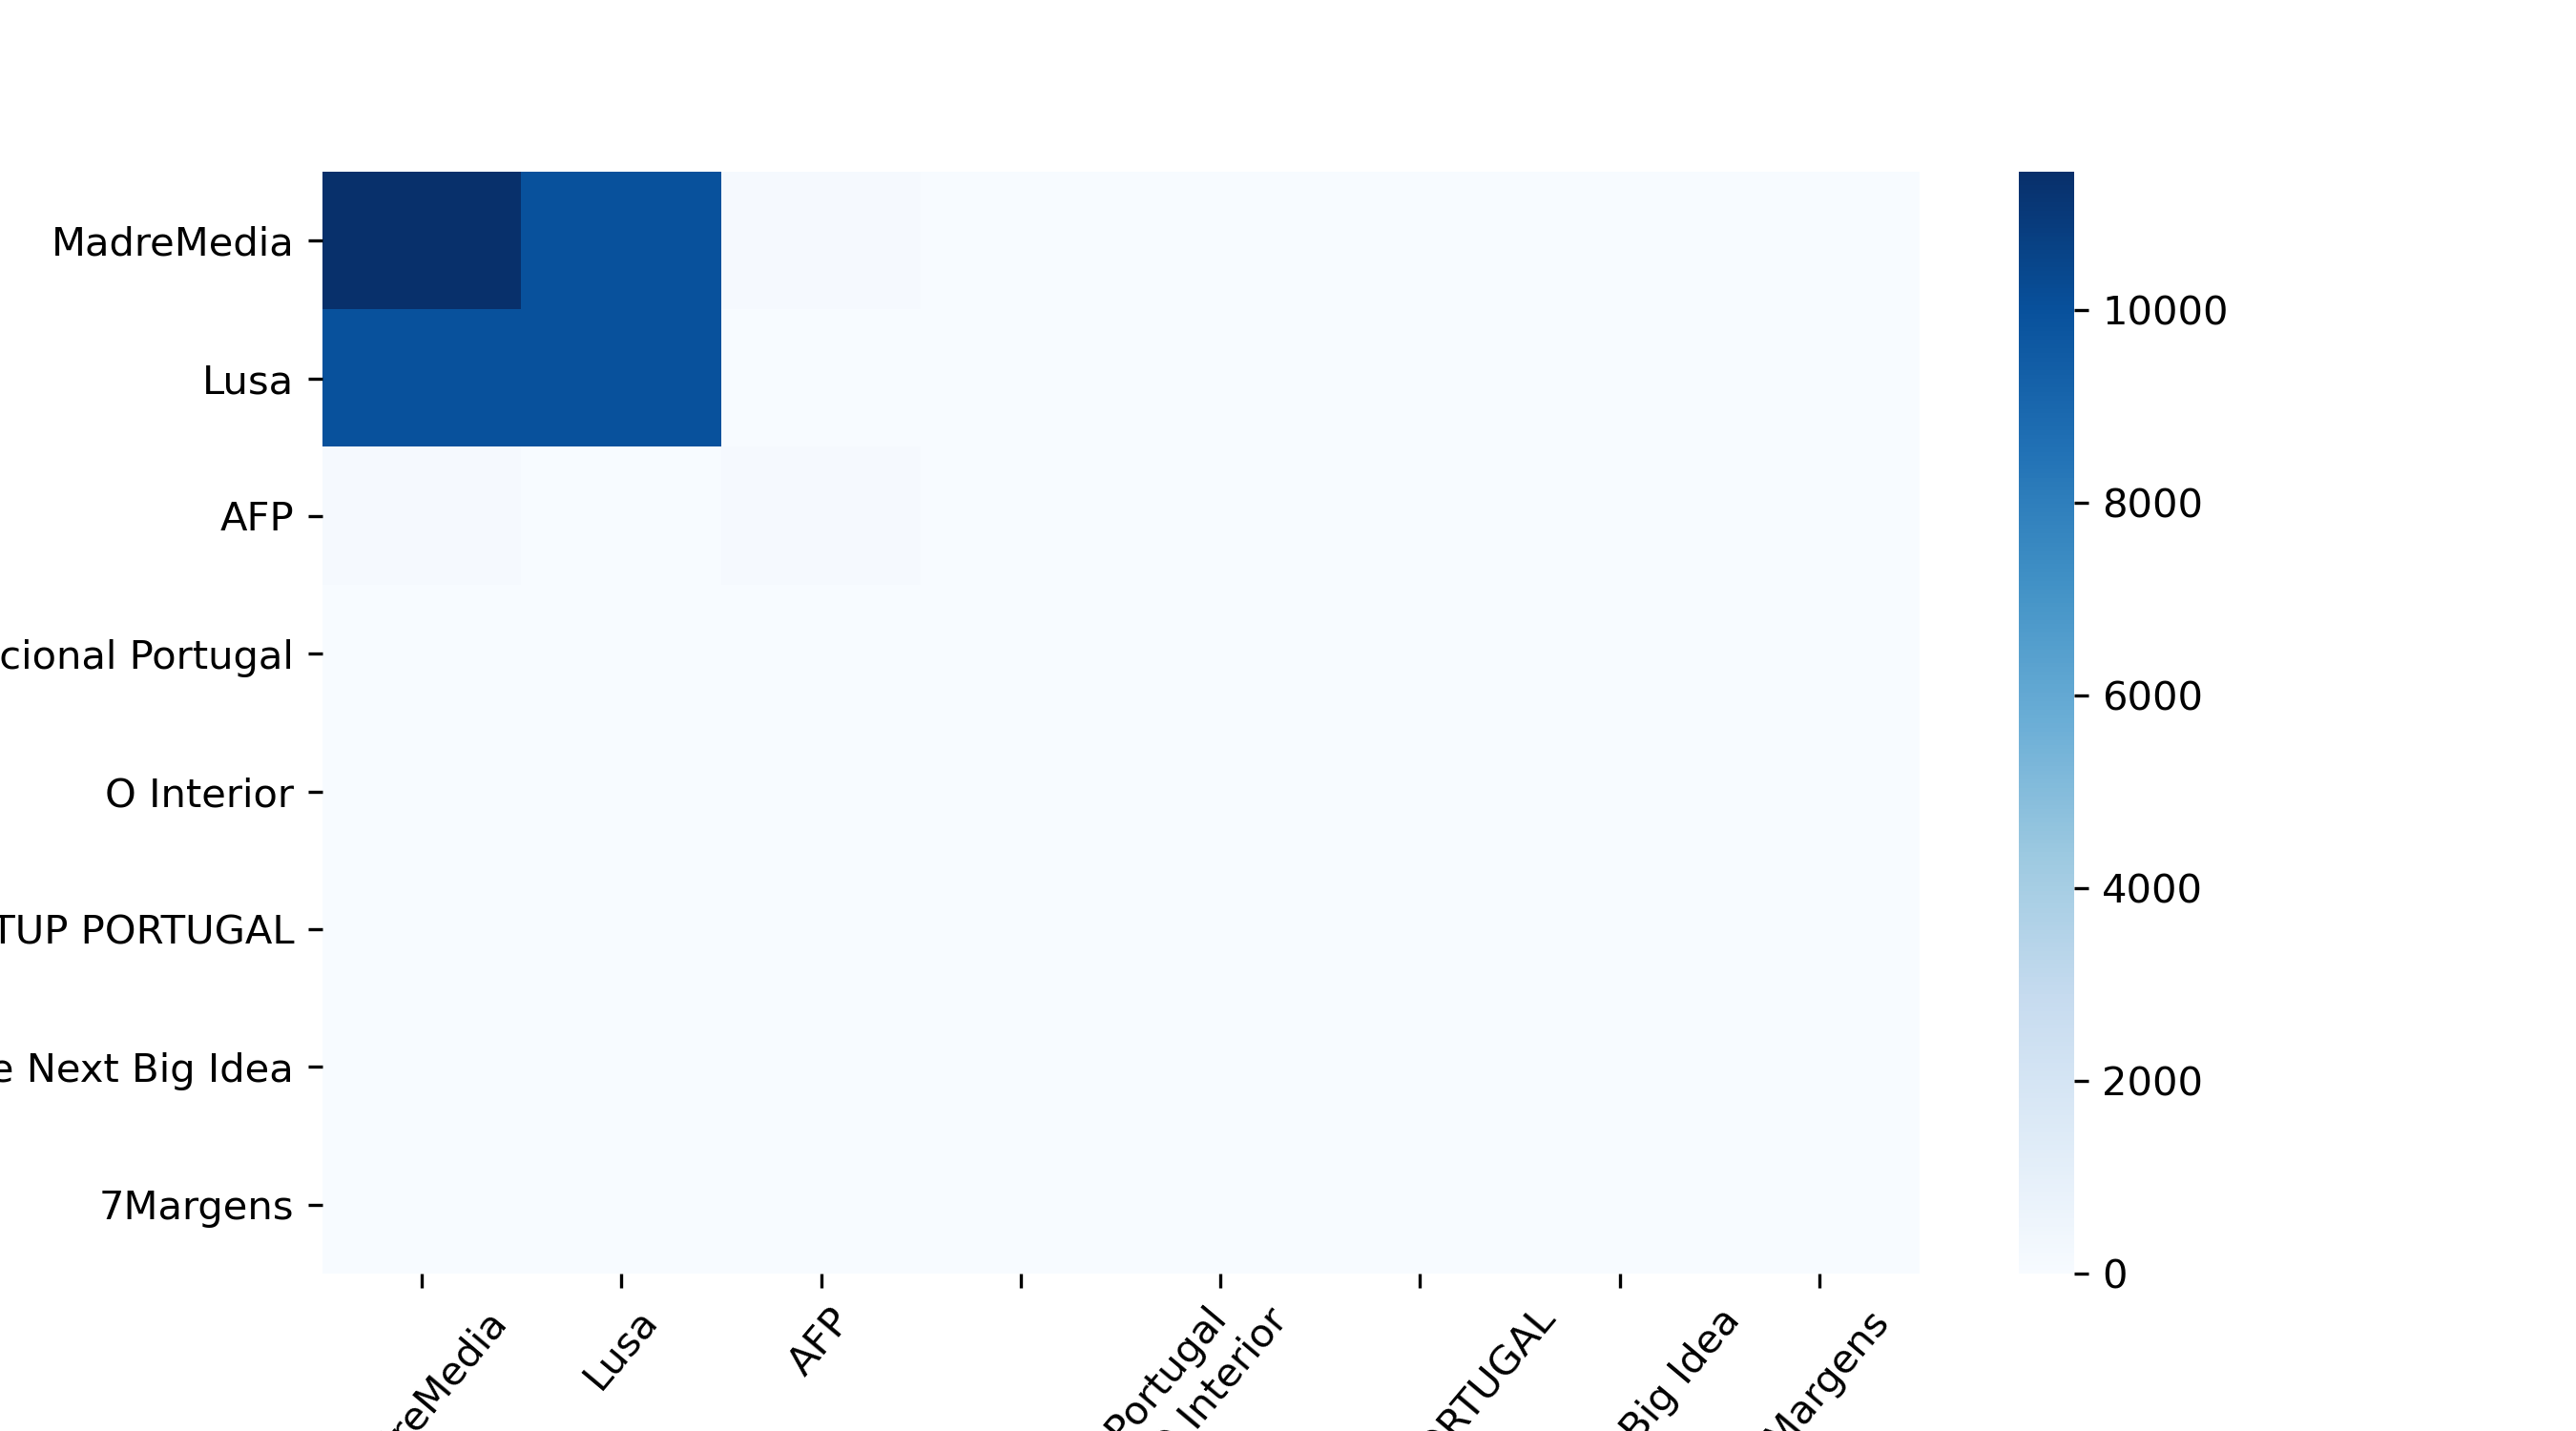 MadreMedia
Lusa
AFP
cional Portugal
O Interior
TUP PORTUGAL
e Next Big Idea
7Margens
10000
8000
6000
4000
2000
0
reMedia
Lusa
AFP
Portugal
Interior
ORTUGAL
Big Idea
Margens